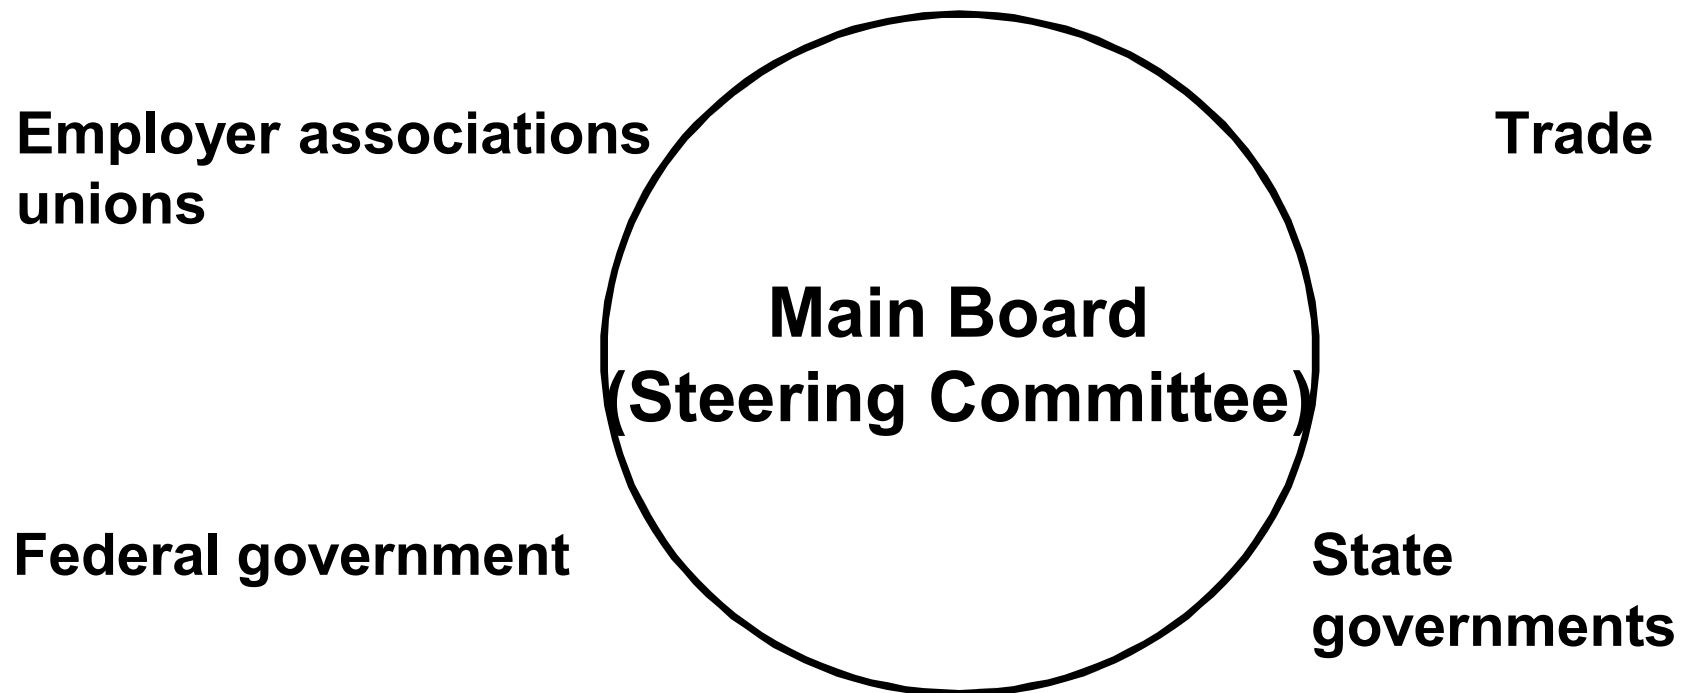 Employer associations
unions
Trade
Main Board
(Steering Committee)
Federal government
State
governments